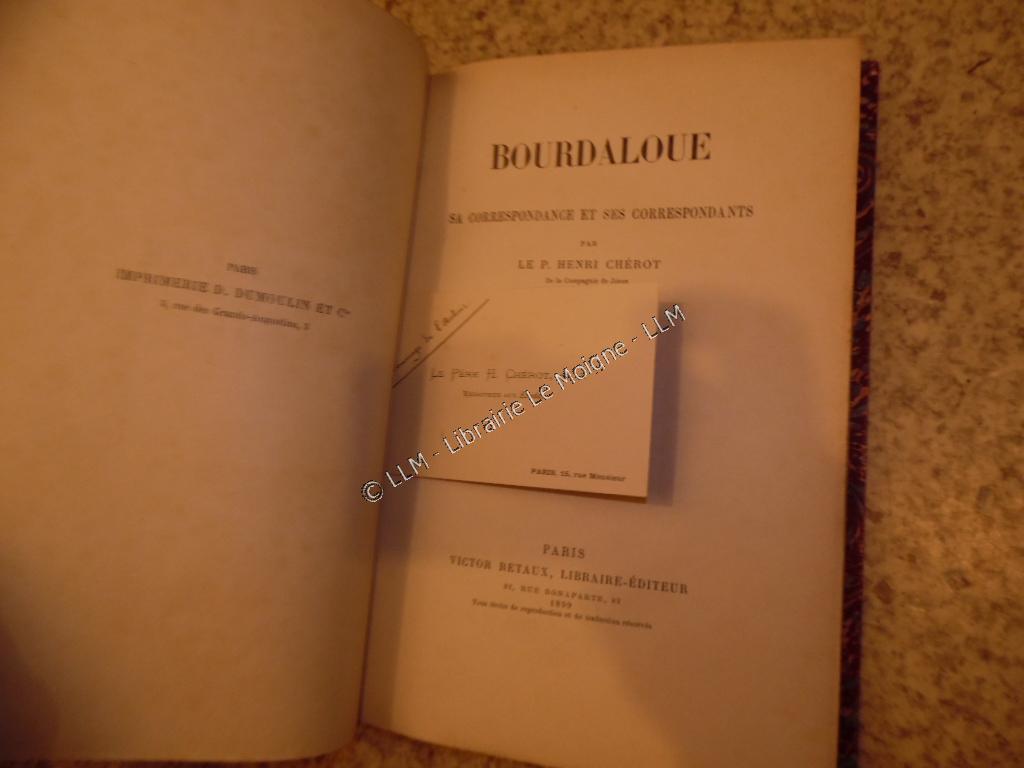 PARIS
IMPRIMERIE D. DUMOULIN ET Cie
5, rue des Grands-Augustins, 5
BOURDALOUE
SA CORRESPONDANCE ET SES CORRESPONDANTS
PAR
LE P. HENRI CHÉROT
De la Compagnie de Jésus
de l'auteur
LE PÈRE H. CHÉROT
PARIS, 15, rue Monsieur
© LLM - Librairie Le Moigne - LLM
PARIS
VICTOR RETAUX, LIBRAIRE-ÉDITEUR
82, RUE BONAPARTE, 82
1899
Tous droits de reproduction et de traduction réservés